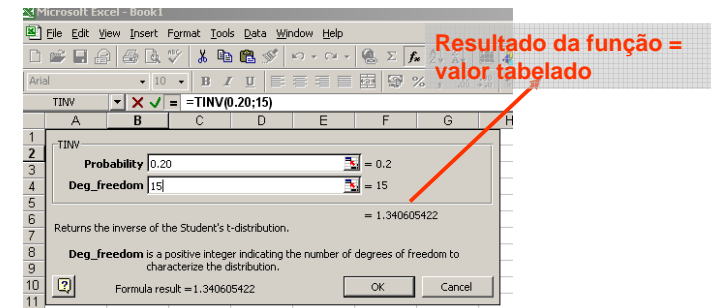 Microsoft Excel - Book1
File Edit View Insert Format Tools Data Window Help
Resultado da função =
valor tabelado
Arial 10 B I U %
TINV = =TINV(0.20;15)
A B C D E F G H
1
2
3
4
5
6
7
8
9
10
11
TINV
Probability 0.20 = 0.2
Deg_freedom 15 = 15
= 1.340605422
Returns the inverse of the Student's t-distribution.
Deg_freedom is a positive integer indicating the number of degrees of freedom to
characterize the distribution.
Formula result =1.340605422 OK Cancel